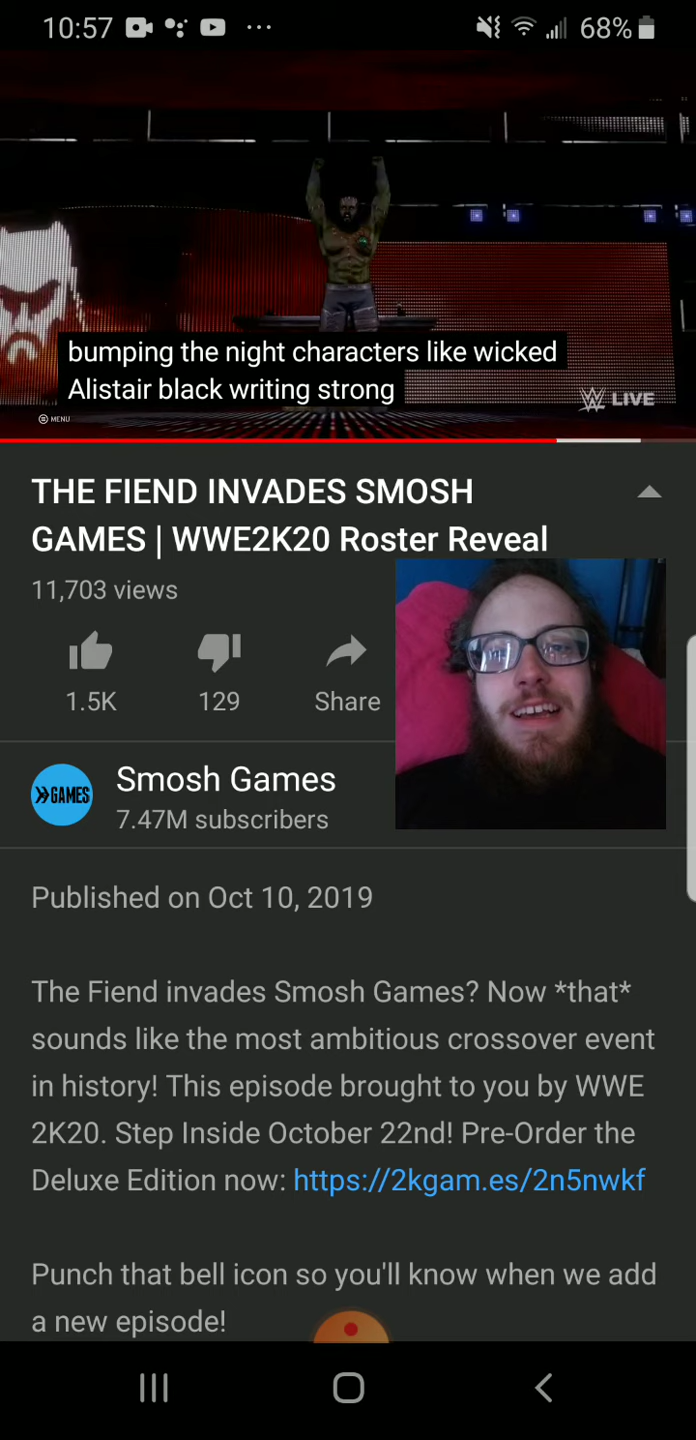 10:57 ... 68%
bumping the night characters like wicked
Alistair black writing strong
W LIVE
MENU
THE FIEND INVADES SMOSH
GAMES | WWE2K20 Roster Reveal
11,703 views
1.5K 129 Share
GAMES
Smosh Games
7.47M subscribers
Published on Oct 10, 2019
The Fiend invades Smosh Games? Now *that*
sounds like the most ambitious crossover event
in history! This episode brought to you by WWE
2K20. Step Inside October 22nd! Pre-Order the
Deluxe Edition now: https://2kgam.es/2n5nwkf
Punch that bell icon so you'll know when we add
a new episode!